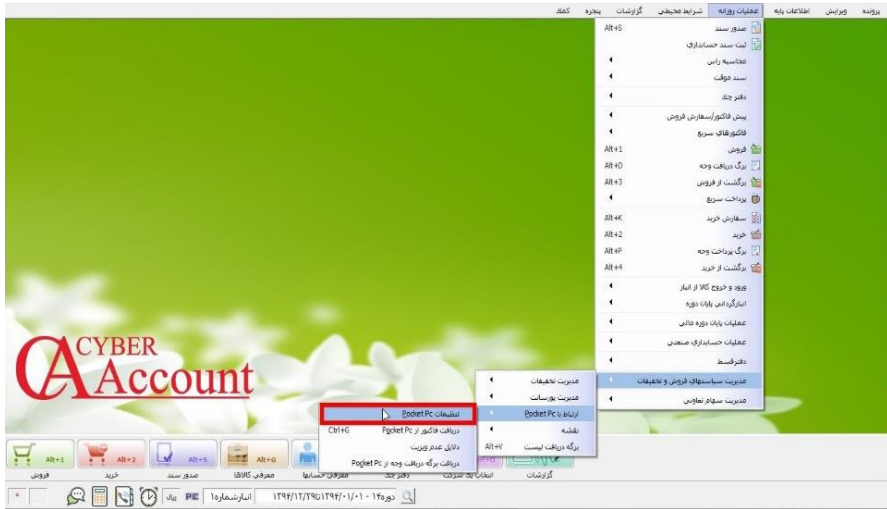 پرونده ویرایش اطلاعات پایه عملیات روزانه شرایط محیطی گزارشات پنجره کمک
صدور سند Alt+S
ثبت سند حسابداری
محاسبه راس
سند موقت
دفتر چک
پیش فاکتور/سفارش فروش
فاکتورهای سریع
فروش Alt+1
برگ دریافت وجه Alt+D
برگشت از فروش Alt+3
پرداخت سریع
سفارش خرید Alt+K
خرید Alt+2
برگ پرداخت وجه Alt+P
برگشت از خرید Alt+4
ورود و خروج کالا از انبار
انبارگردانی پایان دوره
عملیات پایان دوره مالی
عملیات حسابداری صنعتی
دفترقسط
مدیریت سیاستهای فروش و تخفیفات
مدیریت سهام تعاونی
مدیریت تخفیفات
مدیریت پورسانت
ارتباط با Pocket Pc
نقشه
برگه دریافت لیست Alt+V
تنظیمات Pocket Pc
دریافت فاکتور از Pocket Pc Ctrl+G
دلایل عدم ویزیت
دریافت برگه دریافت وجه از Pocket Pc
CYBER
Account
Alt+1 Alt+2 Alt+S Alt+G
فروش خرید صدور سند معرفی کالاها معرفی حسابها دفتر چک انتخاب یک شرکت گزارشات
ریال PE انبارشماره۱ دوره۱۴ - ۱۳۹۴/۰۱/۰۱تا۱۳۹۴/۱۲/۲۹